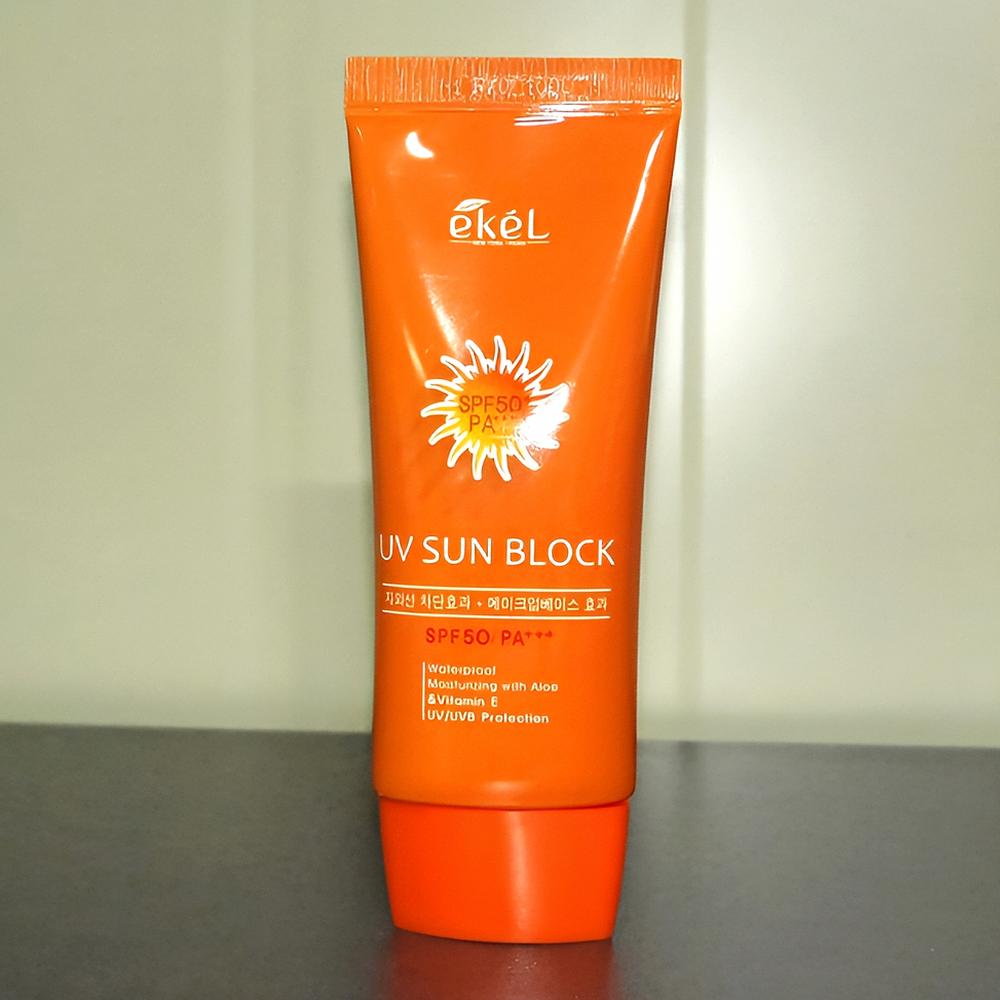 ēkéL
SPF50
PA+++
UV SUN BLOCK
자외선 차단효과 + 메이크업베이스 효과
SPF50 PA+++
Waterproof
Moisturizing with Aloe
&Vitamin E
UV/UVB Protection